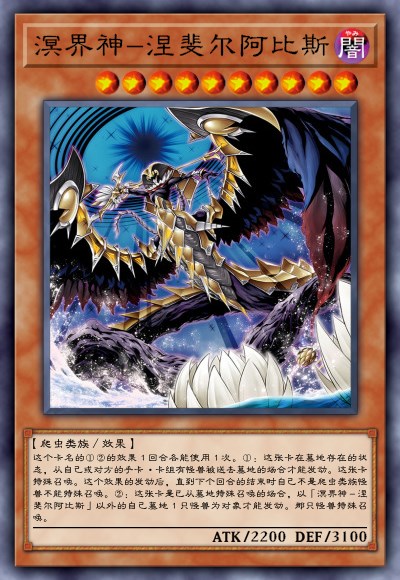 溟界神－涅斐尔阿比斯
やみ
闇
【爬虫类族／效果】
这个卡名的①②的效果1回合各能使用1次。①：这张卡在墓地存在的状
态，从自己或对方的手卡・卡组有怪兽被送去墓地的场合才能发动。这张卡
特殊召唤。这个效果的发动后，直到下个回合的结束时自己不是爬虫类族怪
兽不能特殊召唤。②：这张卡是已从墓地特殊召唤的场合，以「溟界神－涅
斐尔阿比斯」以外的自己墓地1只怪兽为对象才能发动。那只怪兽特殊召
唤。
ATK/2200 DEF/3100